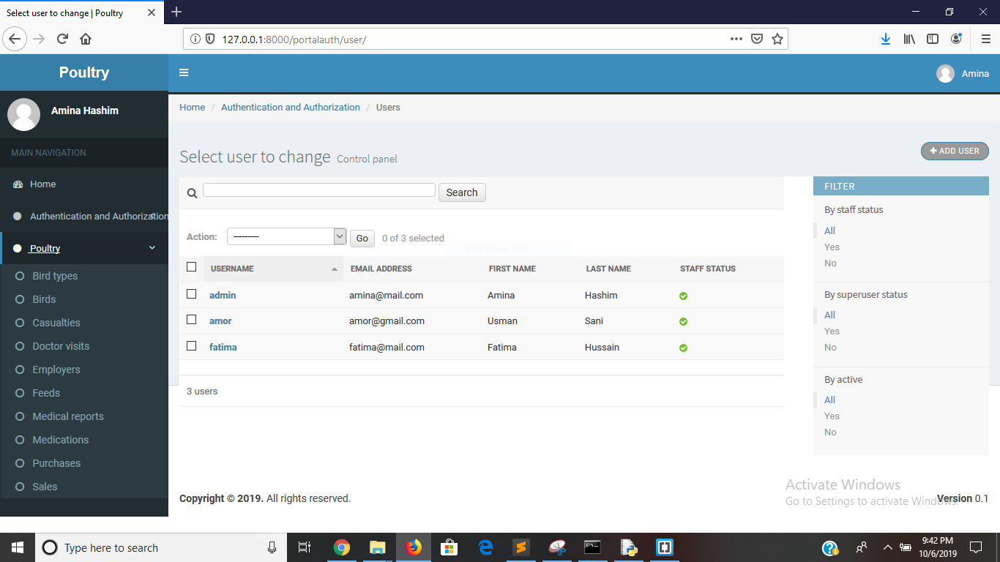 Select user to change | Poultry
127.0.0.1:8000/portalauth/user/
Poultry
Amina
Amina Hashim
Home / Authentication and Authorization / Users
MAIN NAVIGATION
Home
Authentication and Authorization
Poultry
Bird types
Birds
Casualties
Doctor visits
Employers
Feeds
Medical reports
Medications
Purchases
Sales
Select user to change Control panel
ADD USER
Search
Action: --------- Go 0 of 3 selected
Full-screen Snip
USERNAME EMAIL ADDRESS FIRST NAME LAST NAME STAFF STATUS
admin amina@mail.com Amina Hashim
amor amor@gmail.com Usman Sani
fatima fatima@mail.com Fatima Hussain
3 users
FILTER
By staff status
All
Yes
No
By superuser status
All
Yes
No
By active
All
Yes
No
Activate Windows
Go to Settings to activate Windows.
Copyright © 2019. All rights reserved.
Version 0.1
Type here to search
9:42 PM
10/6/2019